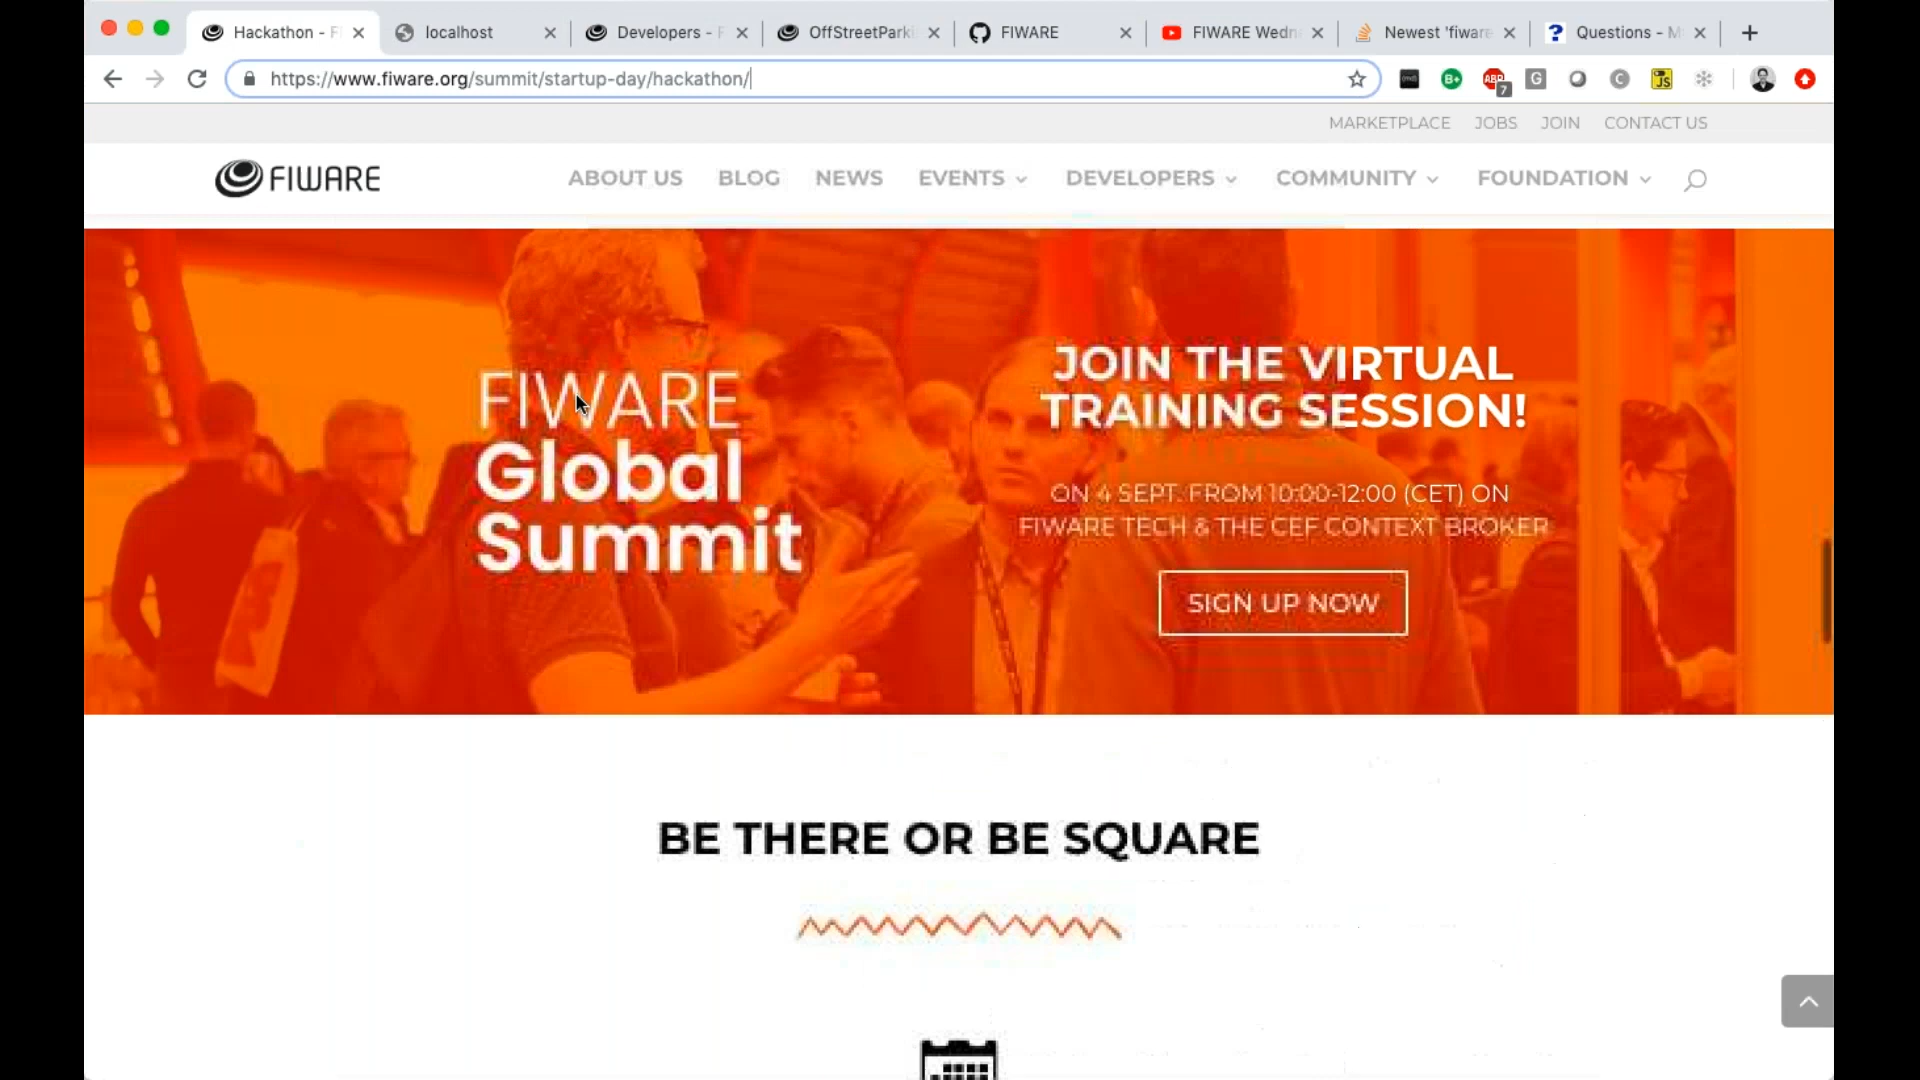 Hackathon - F
localhost
Developers - F
OffStreetParki
FIWARE
FIWARE Wedn
Newest 'fiware
Questions - M
https://www.fiware.org/summit/startup-day/hackathon/
MARKETPLACE JOBS JOIN CONTACT US
FIWARE
ABOUT US BLOG NEWS EVENTS DEVELOPERS COMMUNITY FOUNDATION
FIWARE
Global
Summit
JOIN THE VIRTUAL
TRAINING SESSION!
ON 4 SEPT. FROM 10:00-12:00 (CET) ON
FIWARE TECH & THE CEF CONTEXT BROKER
SIGN UP NOW
BE THERE OR BE SQUARE